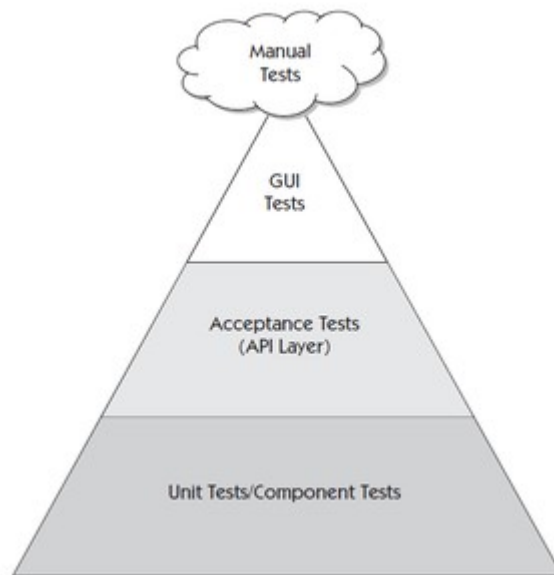 Manual
Tests
GUI
Tests
Acceptance Tests
(API Layer)
Unit Tests/Component Tests